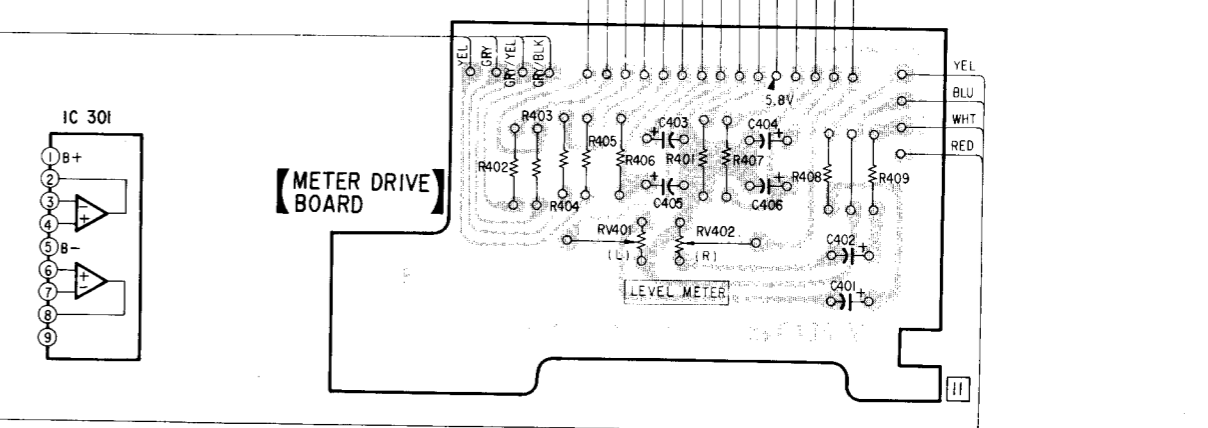 IC 301
1 B+
2
3 −
4 +
5 B-
6 +
7 −
8
9
【METER DRIVE
BOARD】
YEL
GRY
GRY/YEL
GRY/BLK
5.8V
YEL
BLU
WHT
RED
R403
R405
C403
C404
R402
R406
R401
R407
R408
R409
R404
C405
C406
RV401
(L)
RV402
(R)
C402
LEVEL METER
C401
11